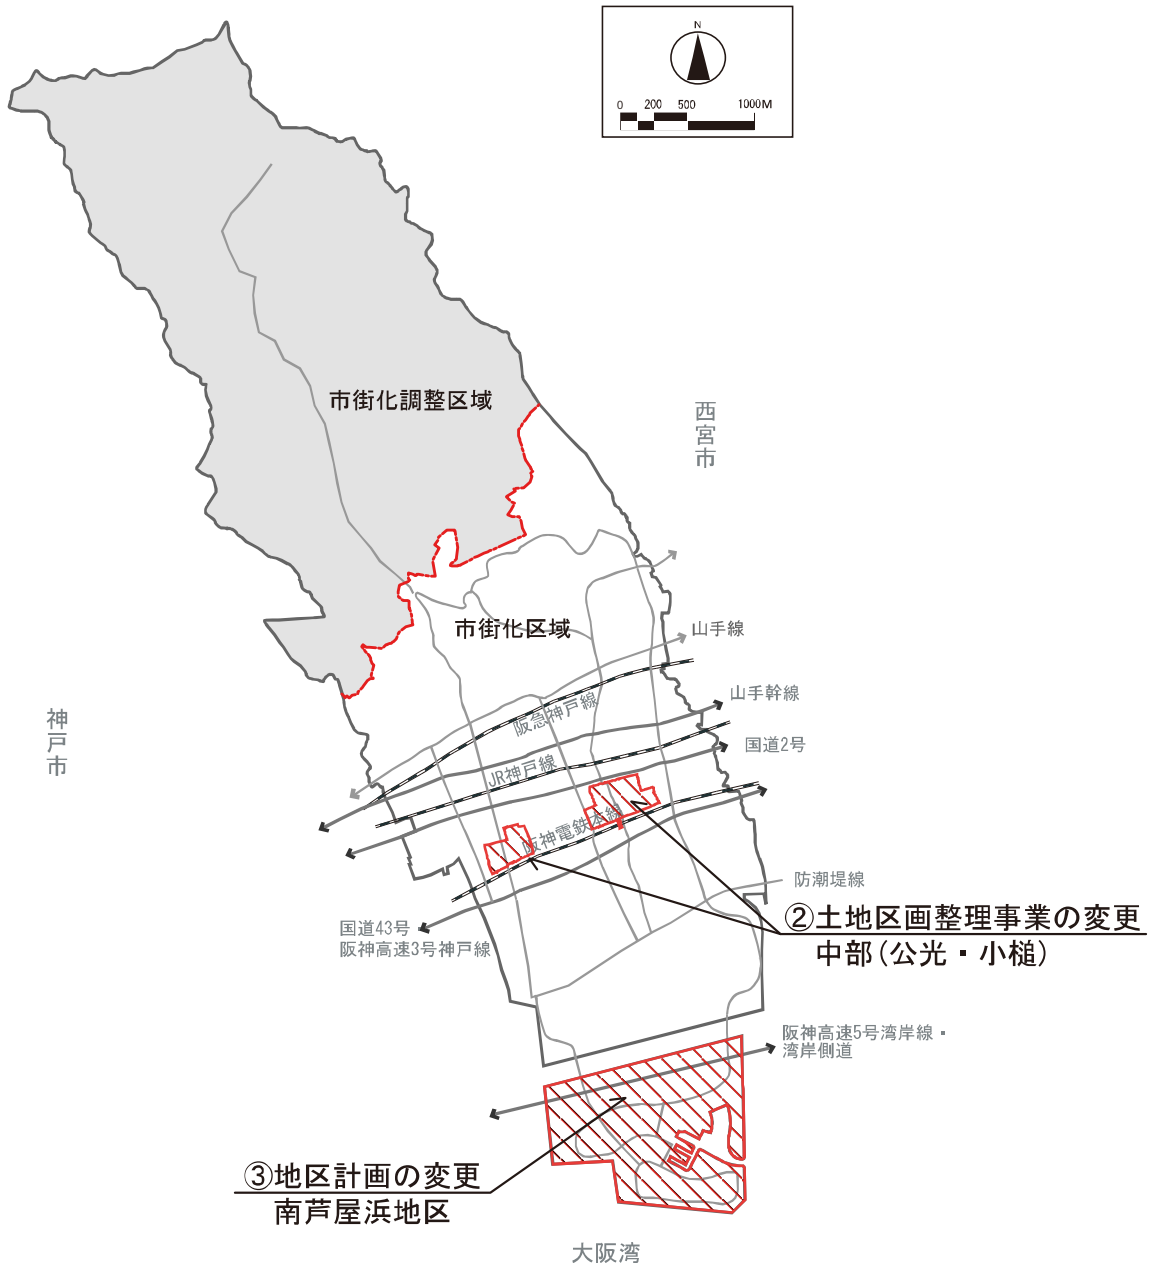 N
0 200 500 1000M
市街化調整区域
西宮市
市街化区域
山手線
山手幹線
阪急神戸線
神戸市
国道2号
JR神戸線
阪神電鉄本線
防潮堤線
②土地区画整理事業の変更
中部(公光・小槌)
国道43号
阪神高速3号神戸線
阪神高速5号湾岸線・
湾岸側道
③地区計画の変更
南芦屋浜地区
大阪湾